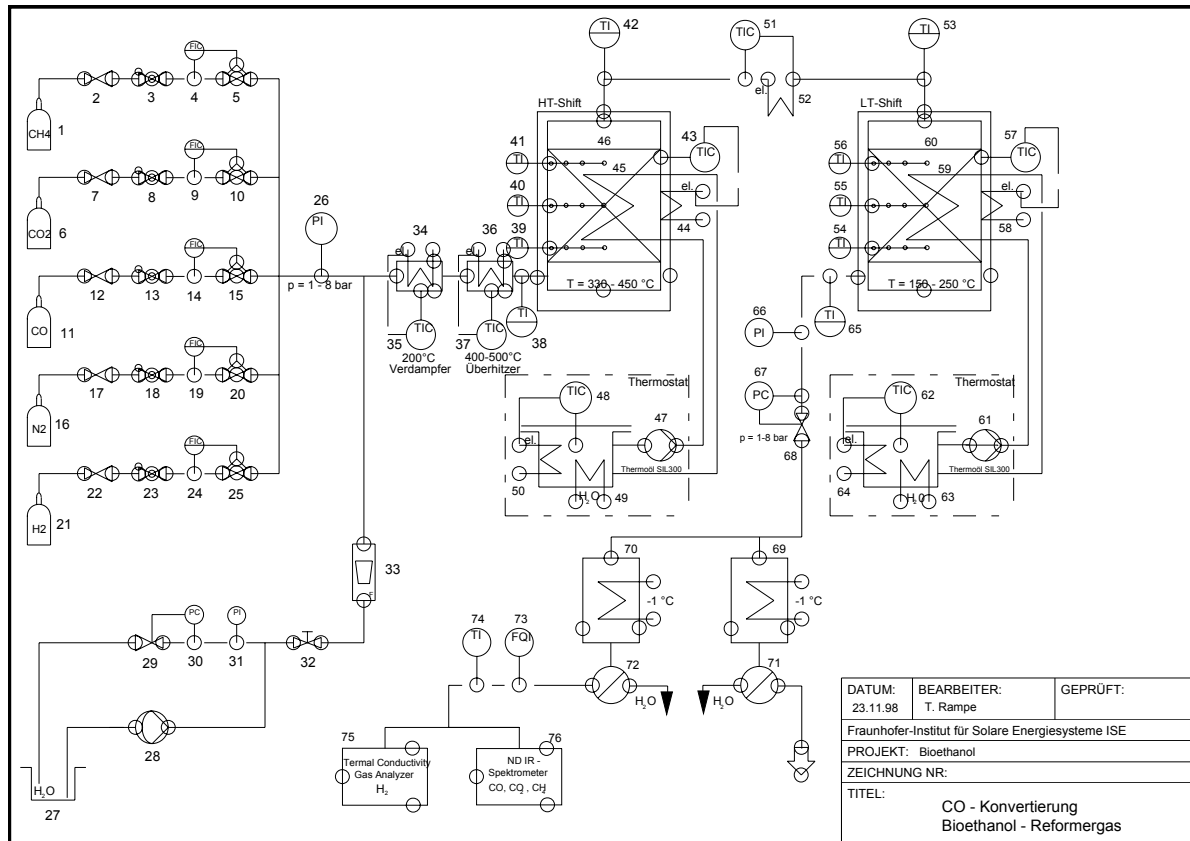 42
51
53
TI
TIC
TI
FIC
2
3
4
5
el.
52
CH4
1
HT-Shift
LT-Shift
FIC
7
8
9
10
CO2
6
41
TI
46
43
TIC
45
56
TI
60
57
TIC
59
40
TI
el.
44
55
TI
el.
58
26
PI
34
36
39
TI
54
TI
el.
el.
FIC
12
13
14
15
CO
11
p = 1 - 8 bar
T = 330 - 450 °C
T = 150 - 250 °C
TIC
TIC
TI
35
37
38
200°C
Verdampfer
400-500°C
Überhitzer
66
PI
TI
65
FIC
17
18
19
20
N2
16
Thermostat
TIC
48
47
el.
Thermoöl SIL300
50
H2O
49
67
PC
p = 1-8 bar
68
Thermostat
TIC
62
61
el.
Thermoöl SIL300
64
H20
63
FIC
22
23
24
25
H2
21
33
F
70
69
-1 °C
-1 °C
PC
PI
29
30
31
32
74
TI
73
FQI
72
71
H2O
H2O
28
75
Termal Conductivity
Gas Analyzer
H2
76
ND IR -
Spektrometer
CO, CO2, CH4
H2O
27
DATUM:
23.11.98
BEARBEITER:
T. Rampe
GEPRÜFT:
Fraunhofer-Institut für Solare Energiesysteme ISE
PROJEKT: Bioethanol
ZEICHNUNG NR:
TITEL:
CO - Konvertierung
Bioethanol - Reformergas